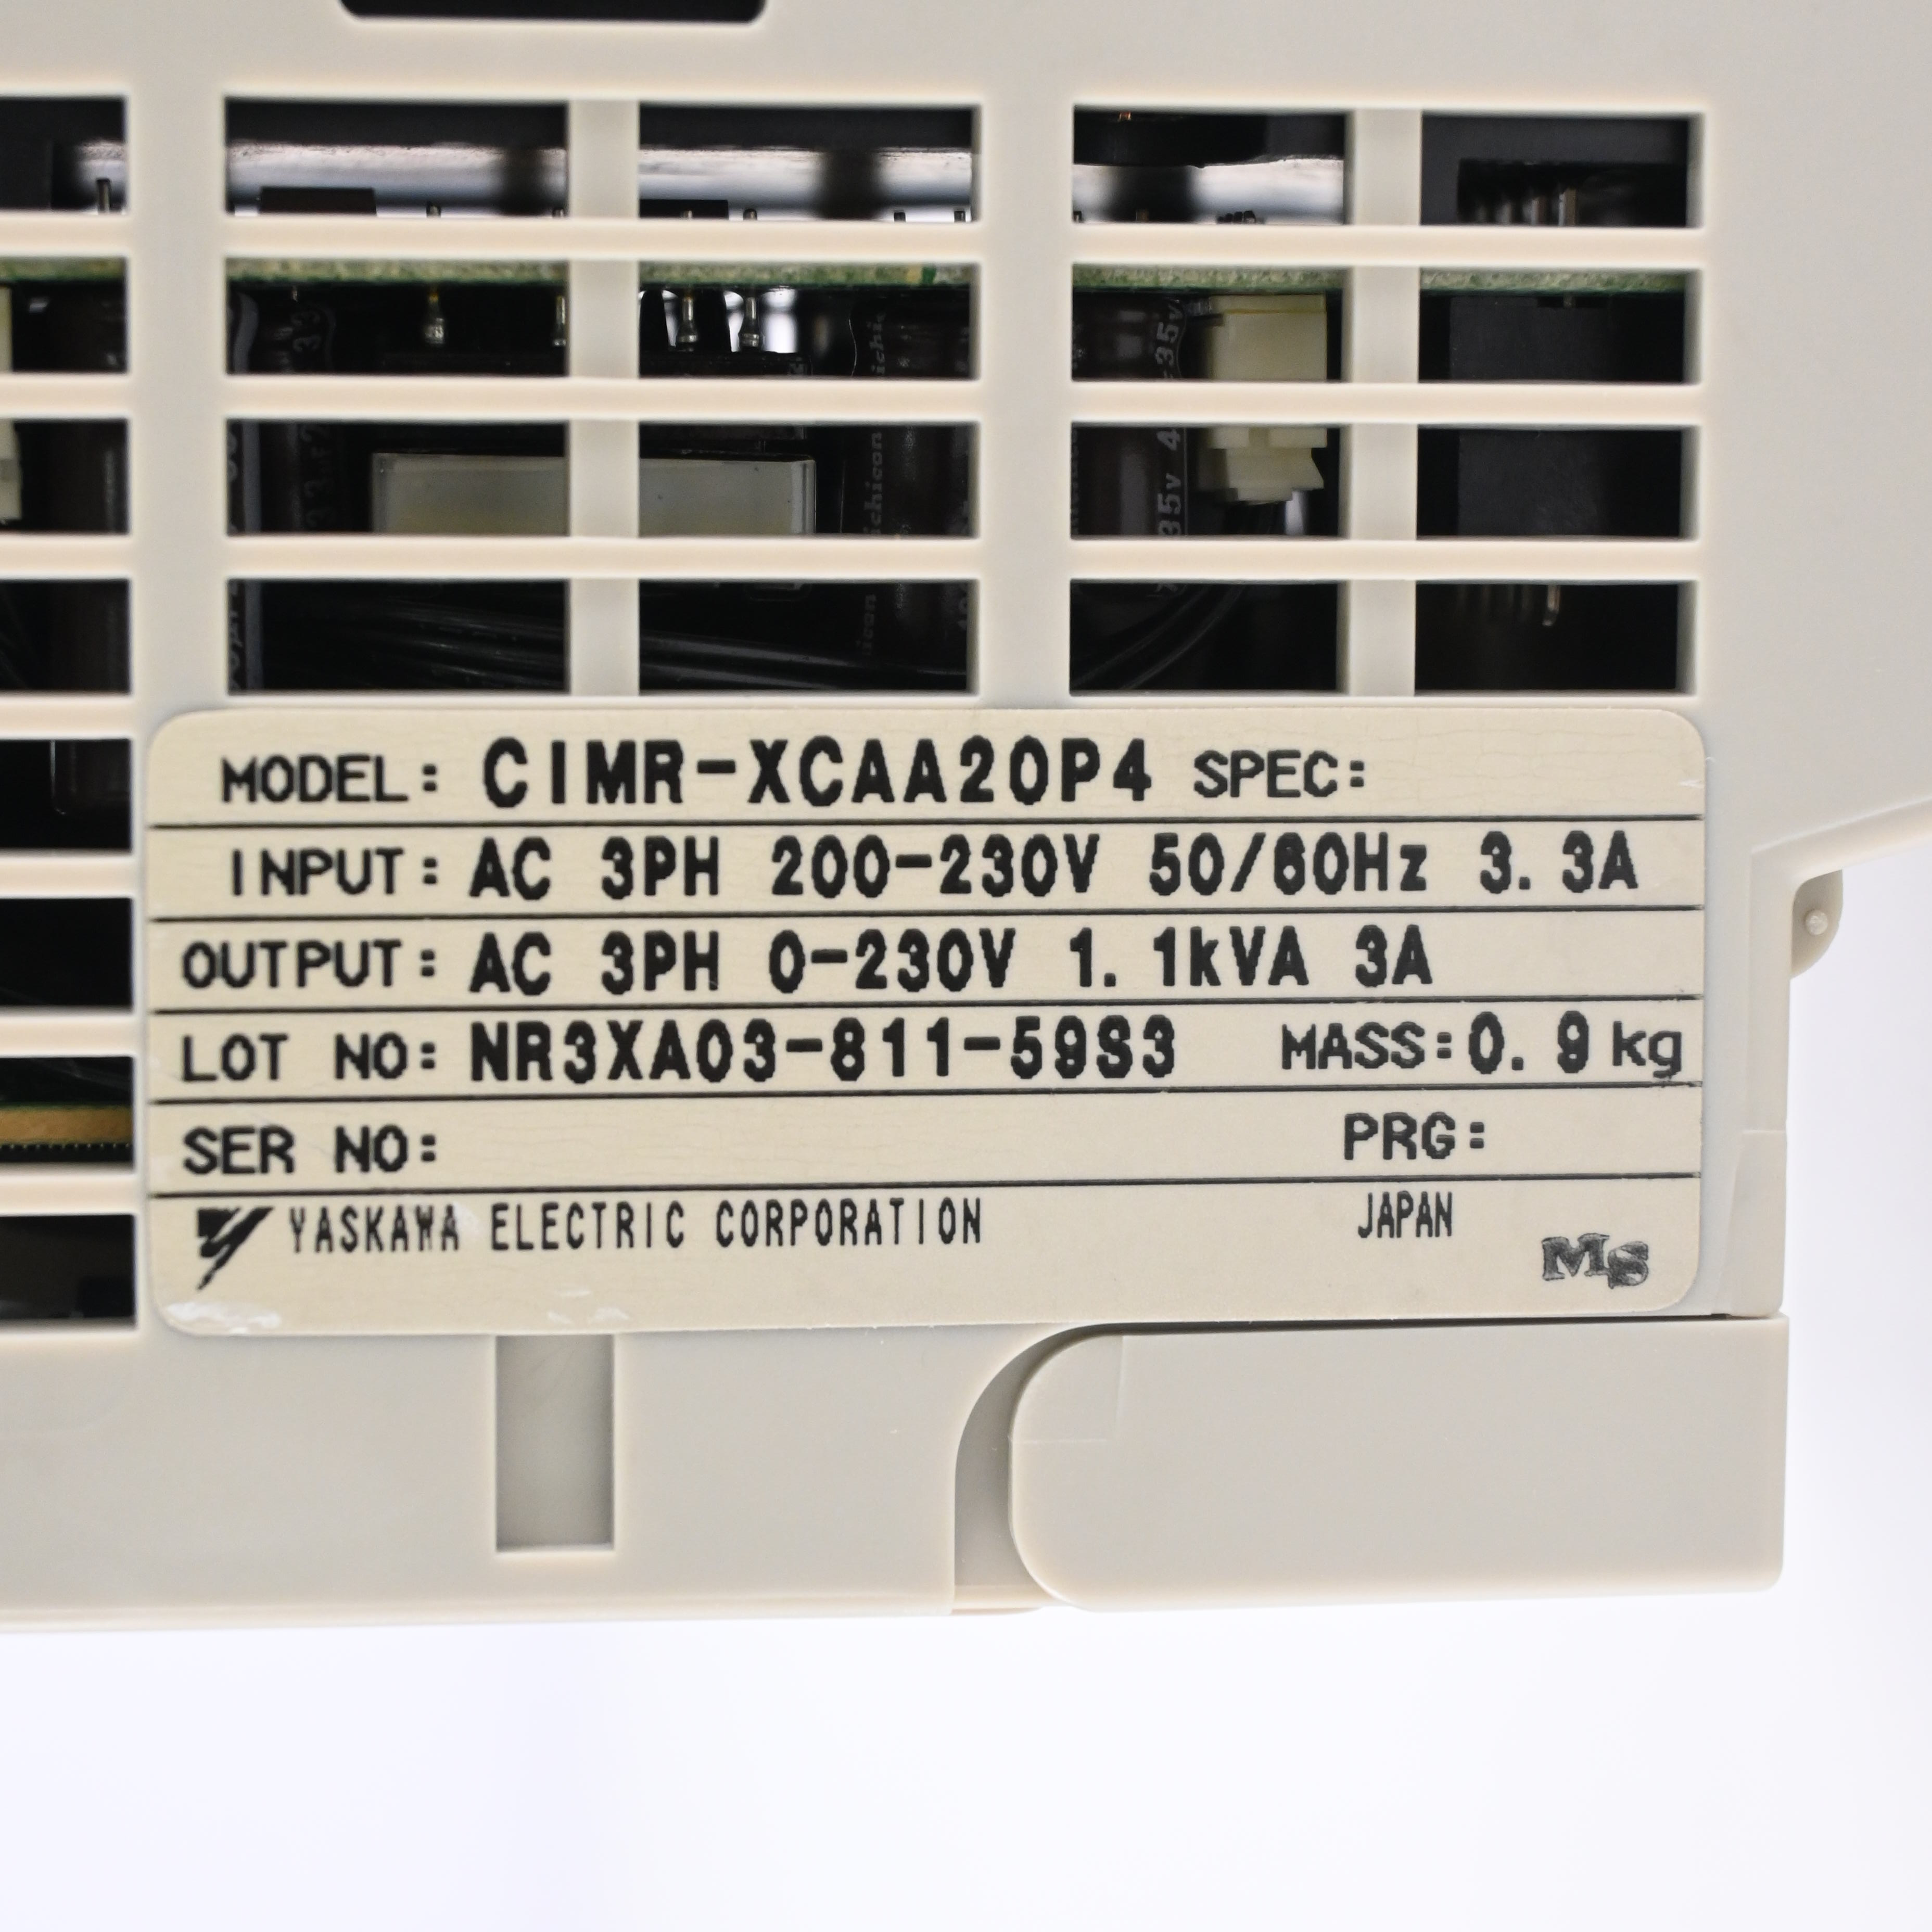 MODEL: CIMR-XCAA20P4 SPEC:
INPUT: AC 3PH 200-230V 50/60Hz 3.3A
OUTPUT: AC 3PH 0-230V 1.1kVA 3A
LOT NO: NR3XA03-811-59S3 MASS: 0.9 kg
SER NO: PRG:
YASKAWA ELECTRIC CORPORATION JAPAN
MS